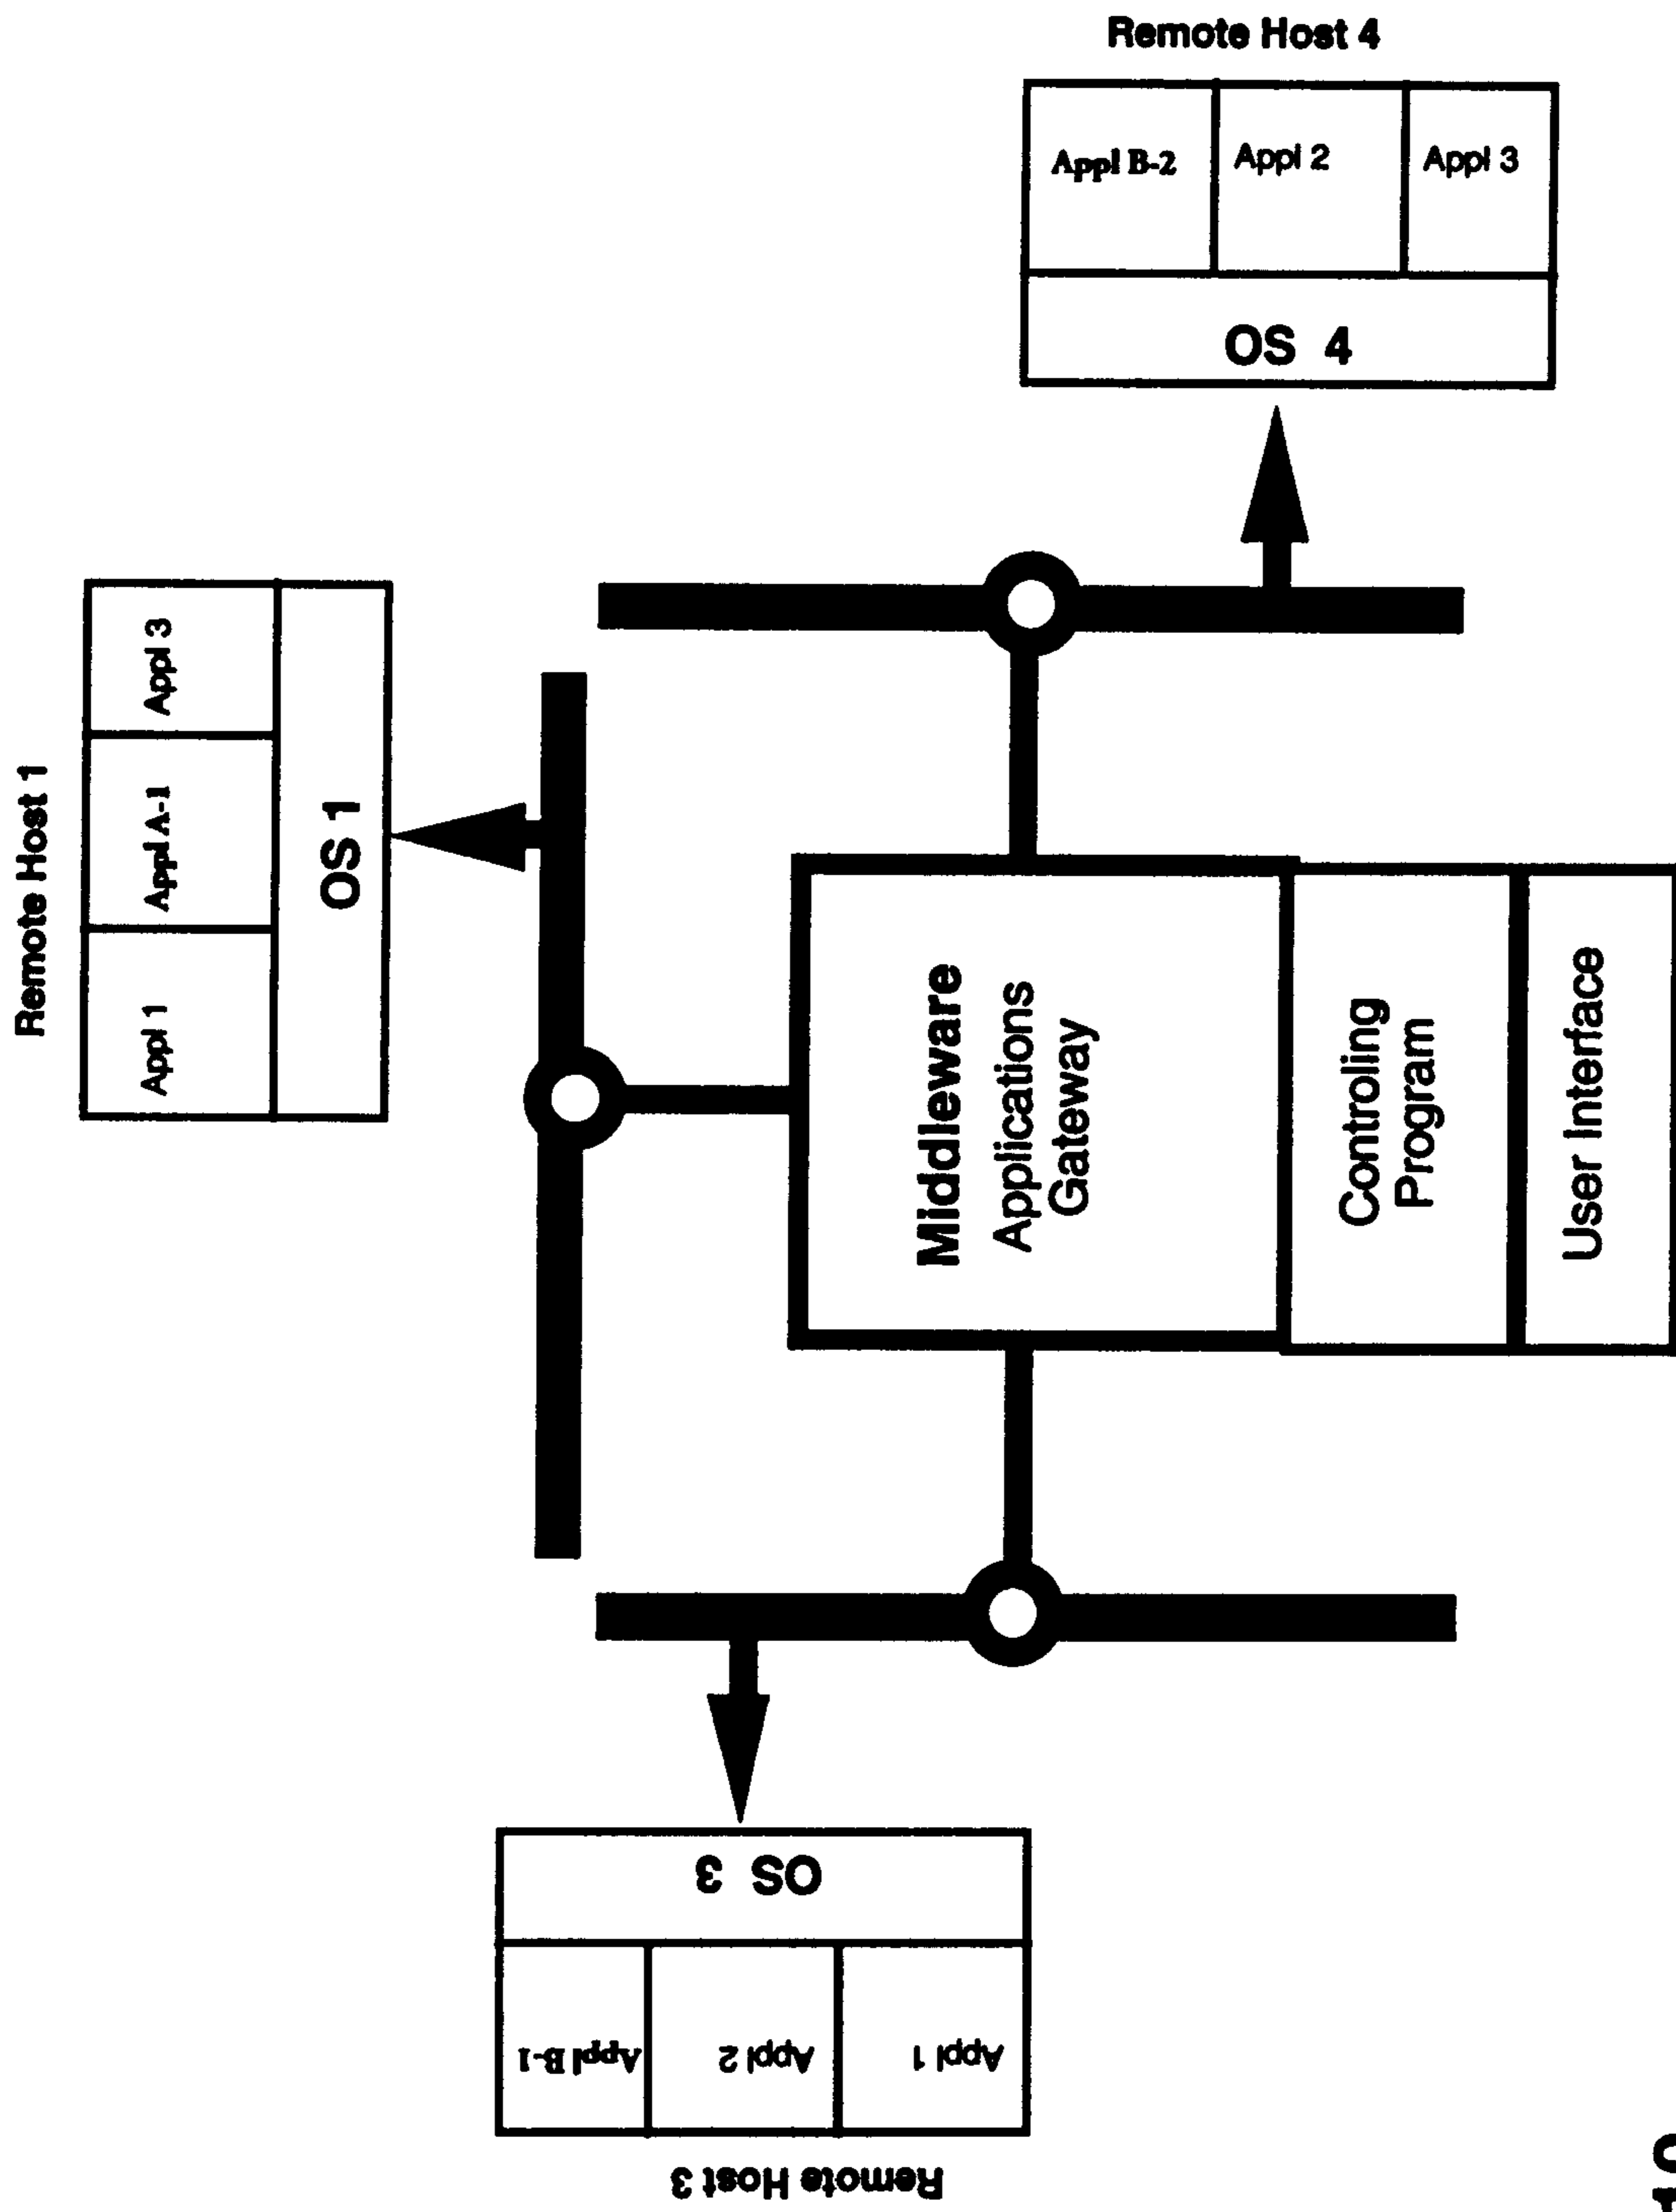 Remote Host 4
Appl B-2
Appl 2
Appl 3
OS 4
Remote Host 1
Appl 1
Appl A-1
Appl 3
OS 1
Middleware
Applications
Gateway
Controling
Program
User Interface
OS 3
Appl 1
Appl 2
Appl B-1
Remote Host 3